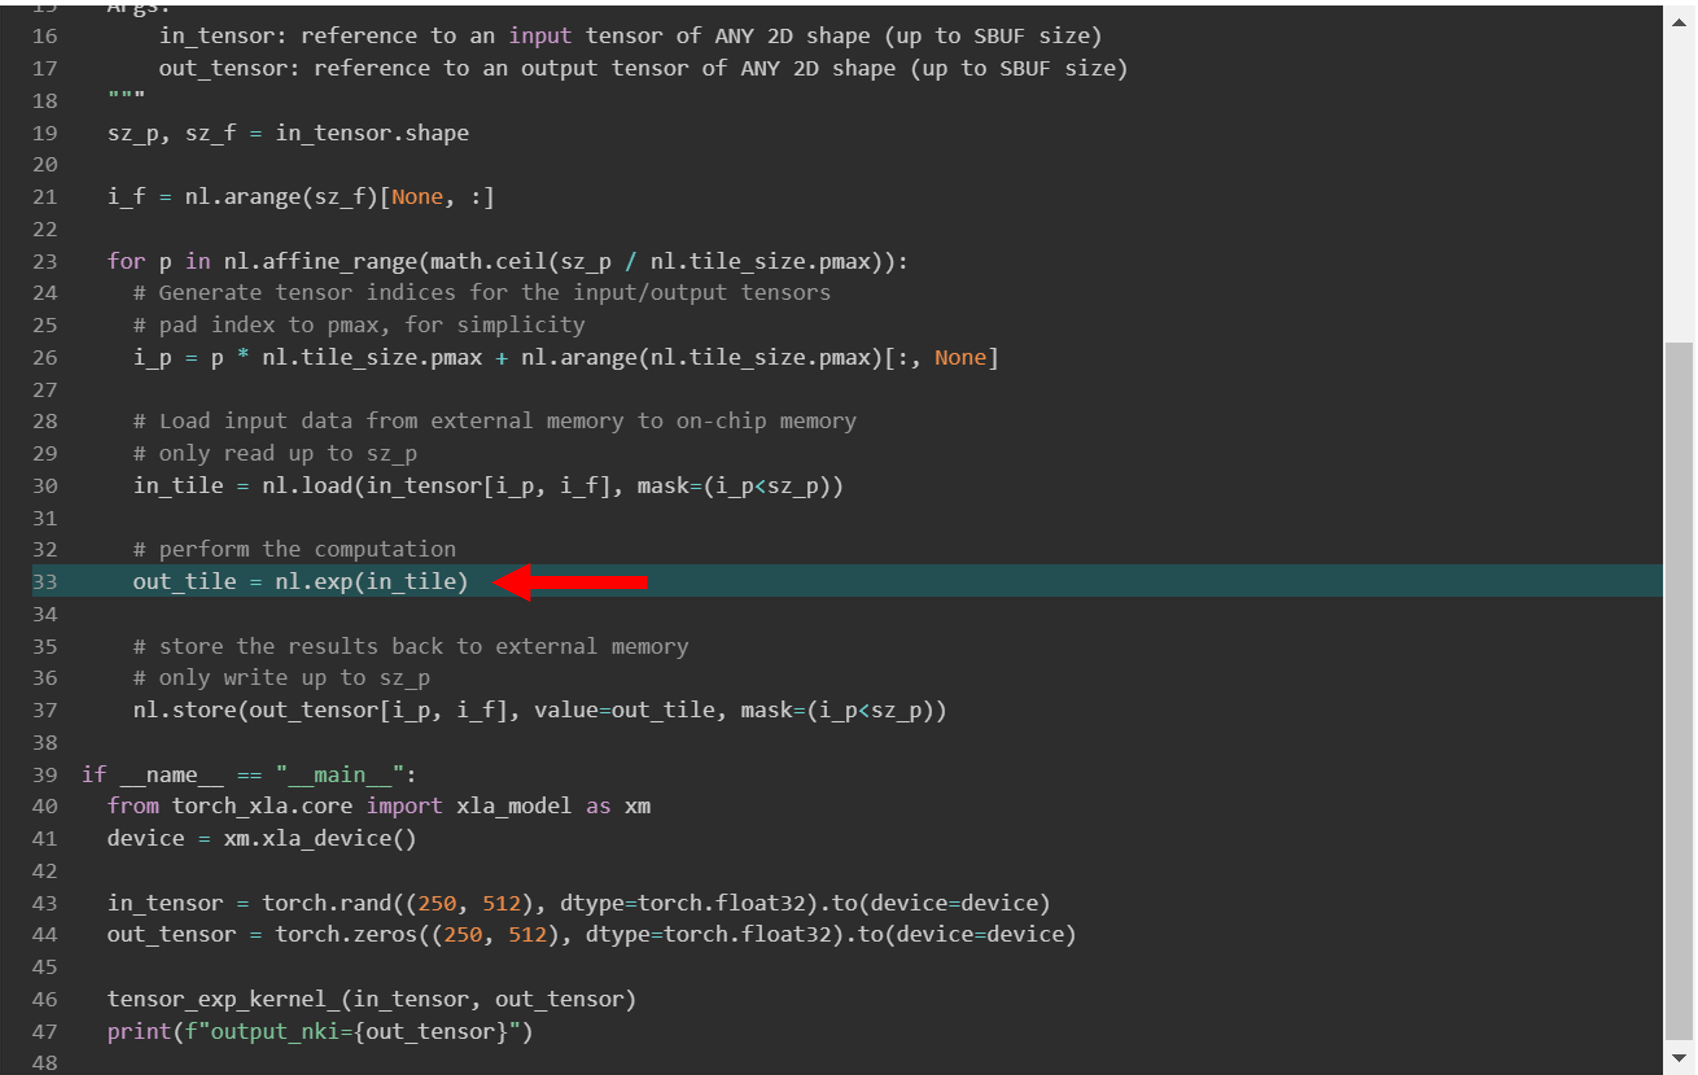 15 Args:
16 in_tensor: reference to an input tensor of ANY 2D shape (up to SBUF size)
17 out_tensor: reference to an output tensor of ANY 2D shape (up to SBUF size)
18 """
19 sz_p, sz_f = in_tensor.shape
20
21 i_f = nl.arange(sz_f)[None, :]
22
23 for p in nl.affine_range(math.ceil(sz_p / nl.tile_size.pmax)):
24 # Generate tensor indices for the input/output tensors
25 # pad index to pmax, for simplicity
26 i_p = p * nl.tile_size.pmax + nl.arange(nl.tile_size.pmax)[:, None]
27
28 # Load input data from external memory to on-chip memory
29 # only read up to sz_p
30 in_tile = nl.load(in_tensor[i_p, i_f], mask=(i_p<sz_p))
31
32 # perform the computation
33 out_tile = nl.exp(in_tile)
34
35 # store the results back to external memory
36 # only write up to sz_p
37 nl.store(out_tensor[i_p, i_f], value=out_tile, mask=(i_p<sz_p))
38
39 if __name__ == "__main__":
40 from torch_xla.core import xla_model as xm
41 device = xm.xla_device()
42
43 in_tensor = torch.rand((250, 512), dtype=torch.float32).to(device=device)
44 out_tensor = torch.zeros((250, 512), dtype=torch.float32).to(device=device)
45
46 tensor_exp_kernel_(in_tensor, out_tensor)
47 print(f"output_nki={out_tensor}")
48